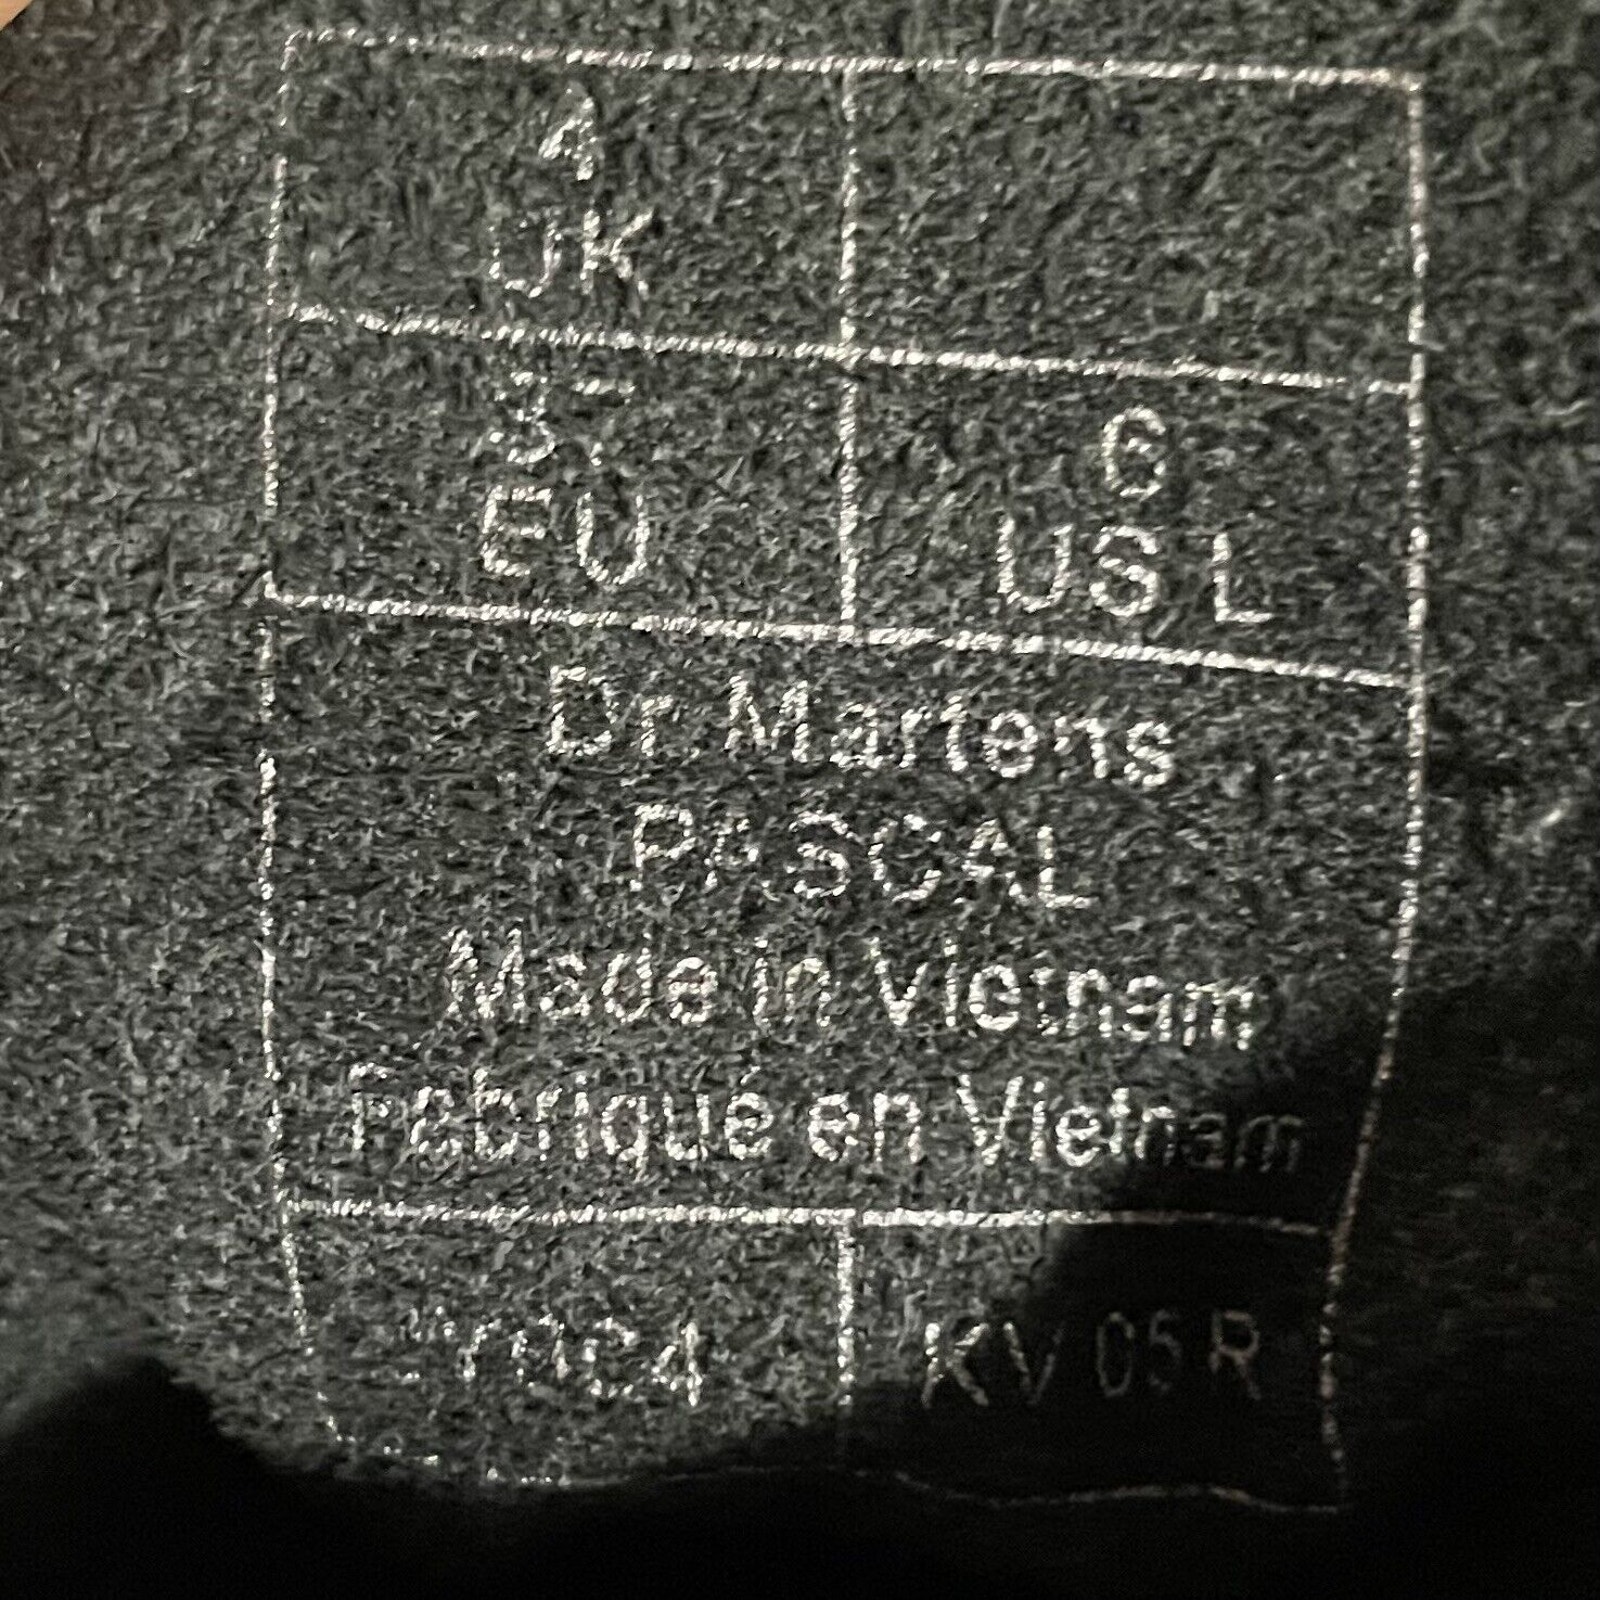 4
UK
37
EU
6
US L
Dr. Martens
PASCAL
Made in Vietnam
Fabriqué en Vietnam
KV 05 R